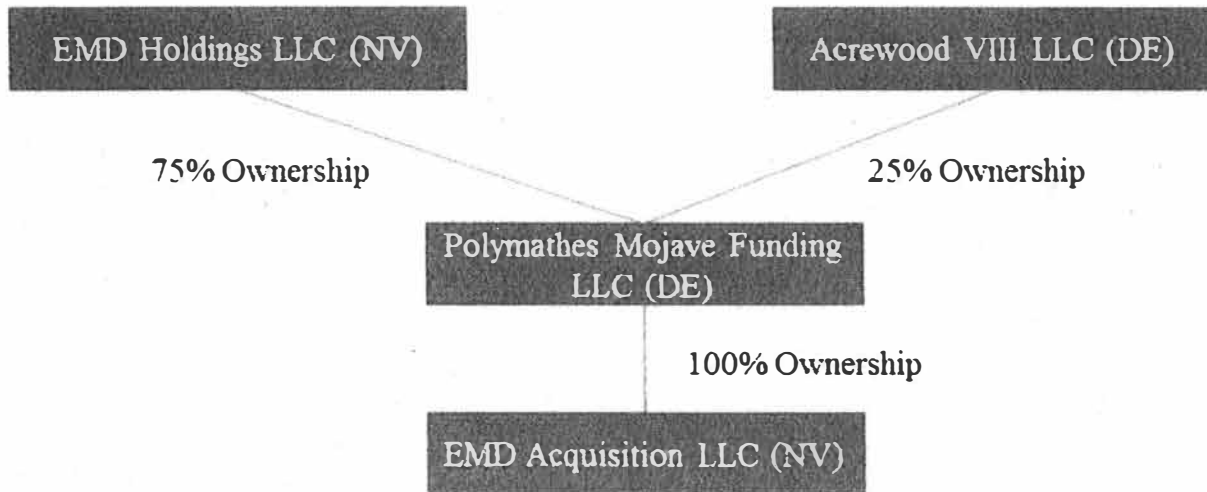 EMD Holdings LLC (NV)
Acrewood VIII LLC (DE)
75% Ownership
25% Ownership
Polymathes Mojave Funding
LLC (DE)
100% Ownership
EMD Acquisition LLC (NV)